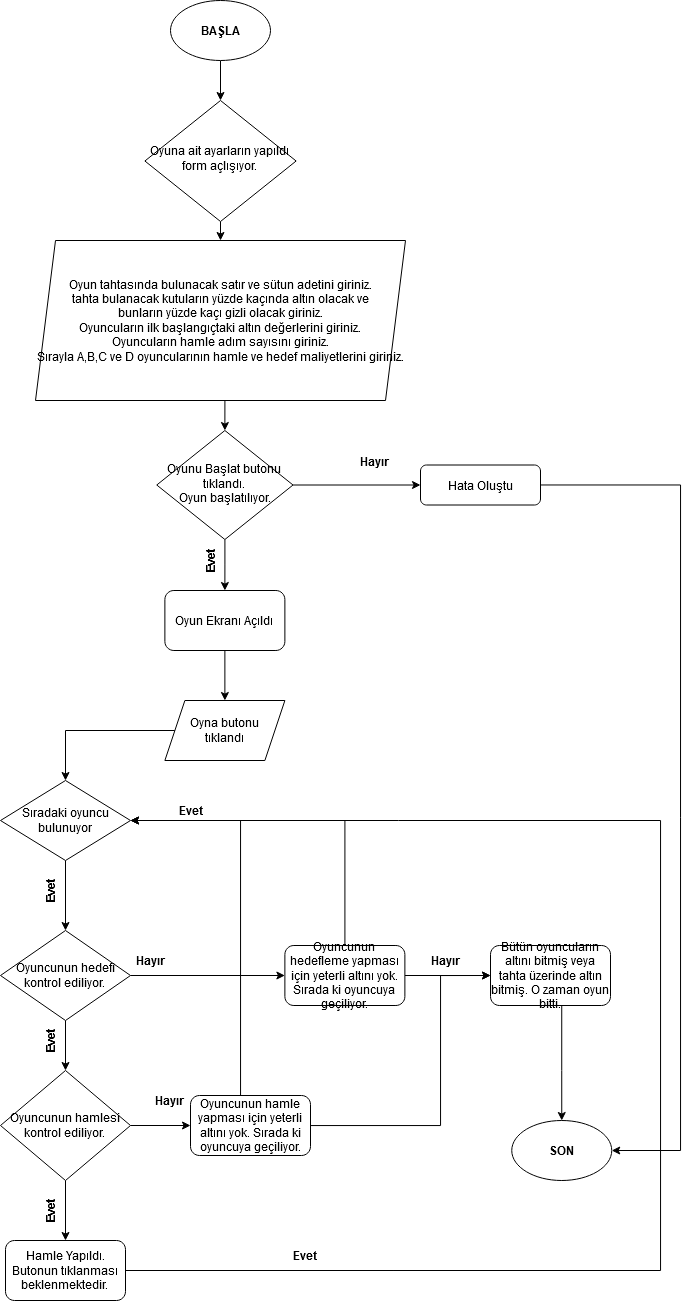 BAŞLA
Oyuna ait ayarların yapıldı
form açlışıyor.
Oyun tahtasında bulunacak satır ve sütun adetini giriniz.
tahta bulanacak kutuların yüzde kaçında altın olacak ve
bunların yüzde kaçı gizli olacak giriniz.
Oyuncuların ilk başlangıçtaki altın değerlerini giriniz.
Oyuncuların hamle adım sayısını giriniz.
Sırayla A,B,C ve D oyuncularının hamle ve hedef maliyetlerini giriniz.
Oyunu Başlat butonu
tıklandı.
Oyun başlatılıyor.
Hayır
Hata Oluştu
Evet
Oyun Ekranı Açıldı
Oyna butonu
tıklandı
Sıradaki oyuncu
bulunuyor
Evet
Evet
Oyuncunun hedefi
kontrol ediliyor.
Hayır
Oyuncunun
hedefleme yapması
için yeterli altını yok.
Sırada ki oyuncuya
geçiliyor.
Hayır
Bütün oyuncuların
altını bitmiş veya
tahta üzerinde altın
bitmiş. O zaman oyun
bitti.
Evet
Oyuncunun hamlesi
kontrol ediliyor.
Hayır
Oyuncunun hamle
yapması için yeterli
altını yok. Sırada ki
oyuncuya geçiliyor.
SON
Evet
Hamle Yapıldı.
Butonun tıklanması
beklenmektedir.
Evet